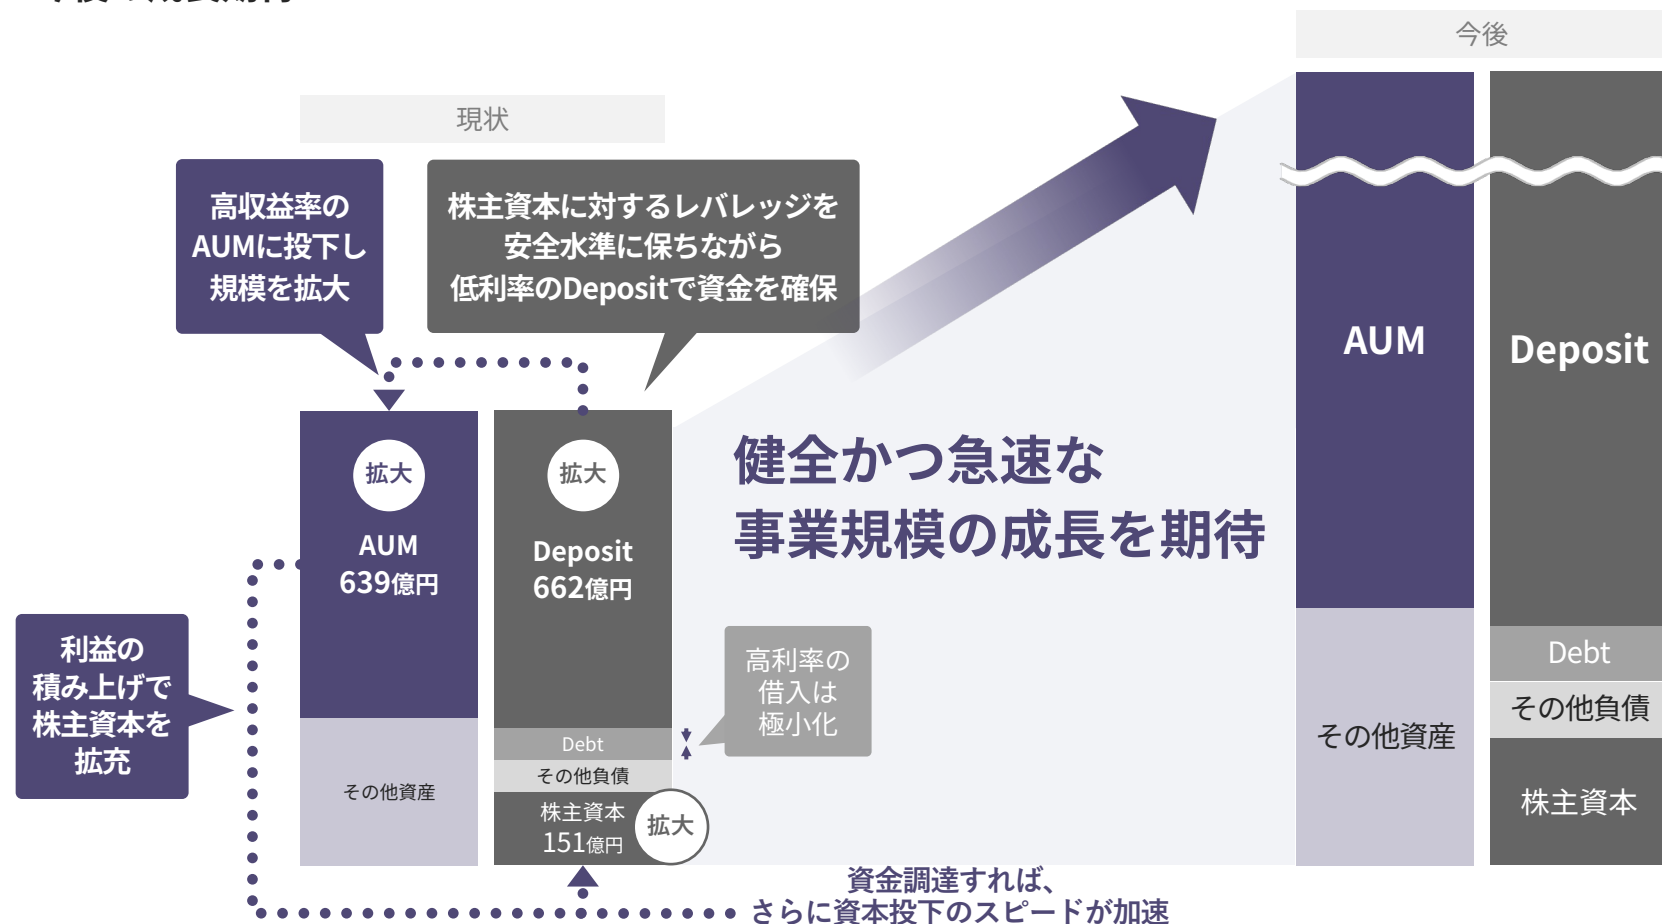 今後
現状
高収益率の
AUMに投下し
規模を拡大
株主資本に対するレバレッジを
安全水準に保ちながら
低利率のDepositで資金を確保
拡大
AUM
639億円
その他資産
拡大
Deposit
662億円
Debt
その他負債
株主資本
151億円
拡大
利益の
積み上げで
株主資本を
拡充
高利率の
借入は
極小化
健全かつ急速な
事業規模の成長を期待
資金調達すれば、
さらに資本投下のスピードが加速
AUM
その他資産
Deposit
Debt
その他負債
株主資本